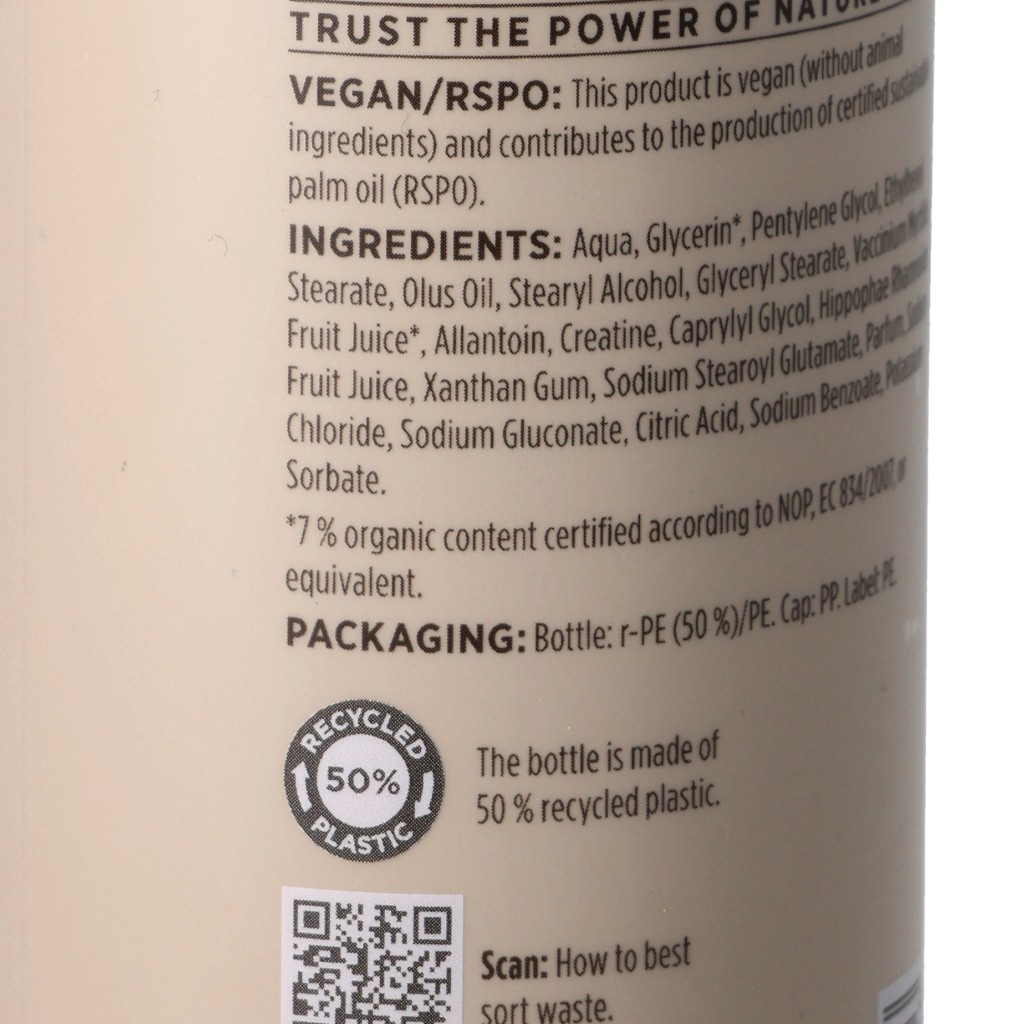 TRUST THE POWER OF NATURE
VEGAN/RSPO: This product is vegan (without animal
ingredients) and contributes to the production of certified
palm oil (RSPO).
INGREDIENTS: Aqua, Glycerin*, Pentylene Glycol,
Stearate, Olus Oil, Stearyl Alcohol, Glyceryl Stearate, Vaccinium
Fruit Juice*, Allantoin, Creatine, Caprylyl Glycol, Hippophae
Fruit Juice, Xanthan Gum, Sodium Stearoyl Glutamate, Parfum,
Chloride, Sodium Gluconate, Citric Acid, Sodium Benzoate,
Sorbate.
*7 % organic content certified according to NOP, EC 834/2007, or
equivalent.
PACKAGING: Bottle: r-PE (50 %)/PE. Cap: PP. Label: PE.
RECYCLED
50%
PLASTIC
The bottle is made of
50 % recycled plastic.
Scan: How to best
sort waste.